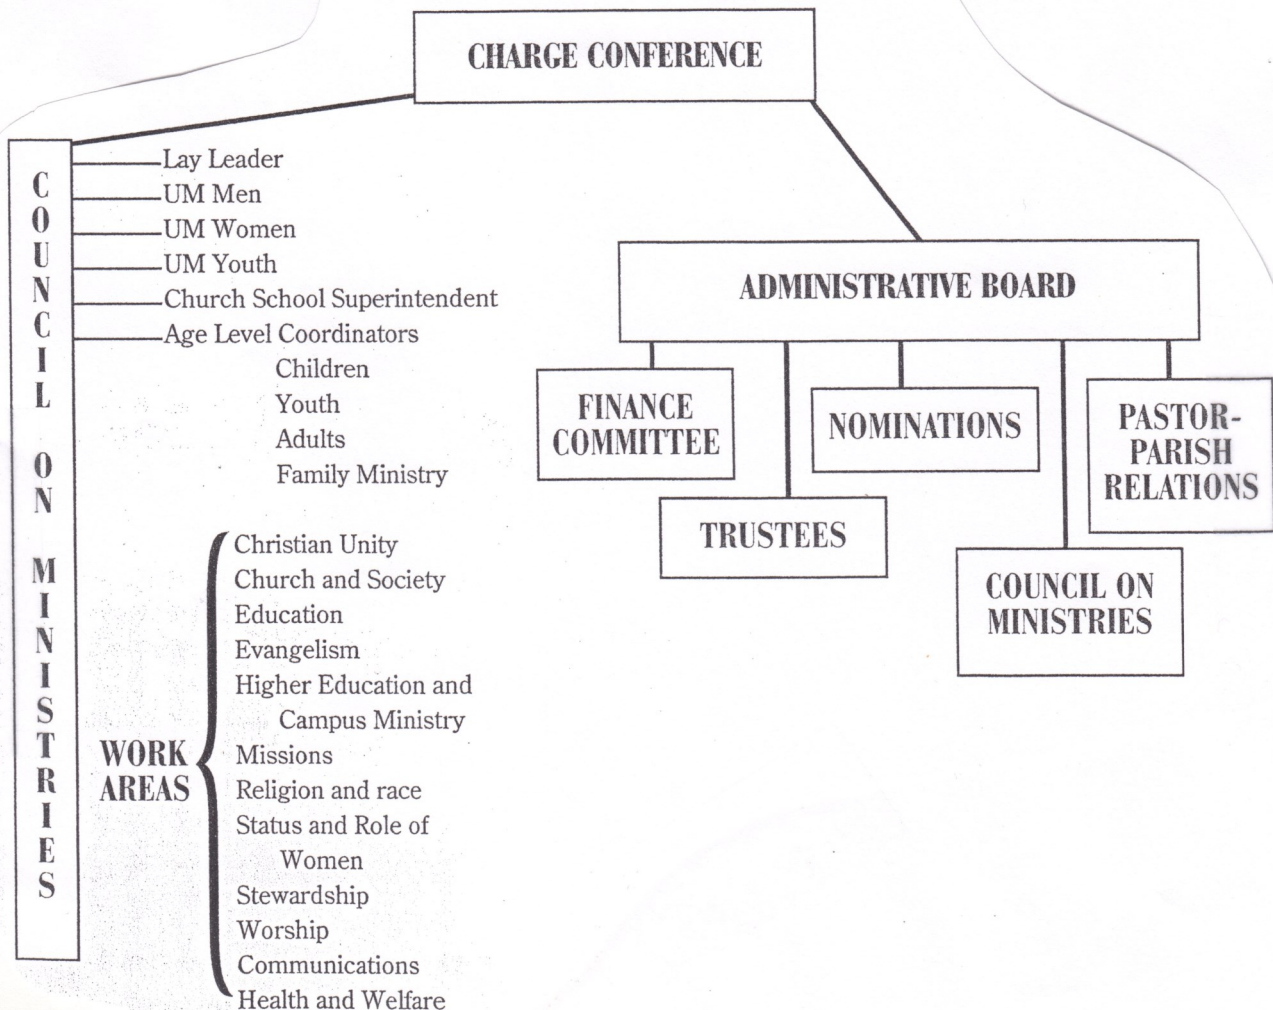 CHARGE CONFERENCE
COUNCIL ON MINISTRIES
Lay Leader
UM Men
UM Women
UM Youth
Church School Superintendent
Age Level Coordinators
Children
Youth
Adults
Family Ministry
WORK
AREAS
Christian Unity
Church and Society
Education
Evangelism
Higher Education and
Campus Ministry
Missions
Religion and race
Status and Role of
Women
Stewardship
Worship
Communications
Health and Welfare
ADMINISTRATIVE BOARD
FINANCE
COMMITTEE
TRUSTEES
NOMINATIONS
COUNCIL ON
MINISTRIES
PASTOR-
PARISH
RELATIONS